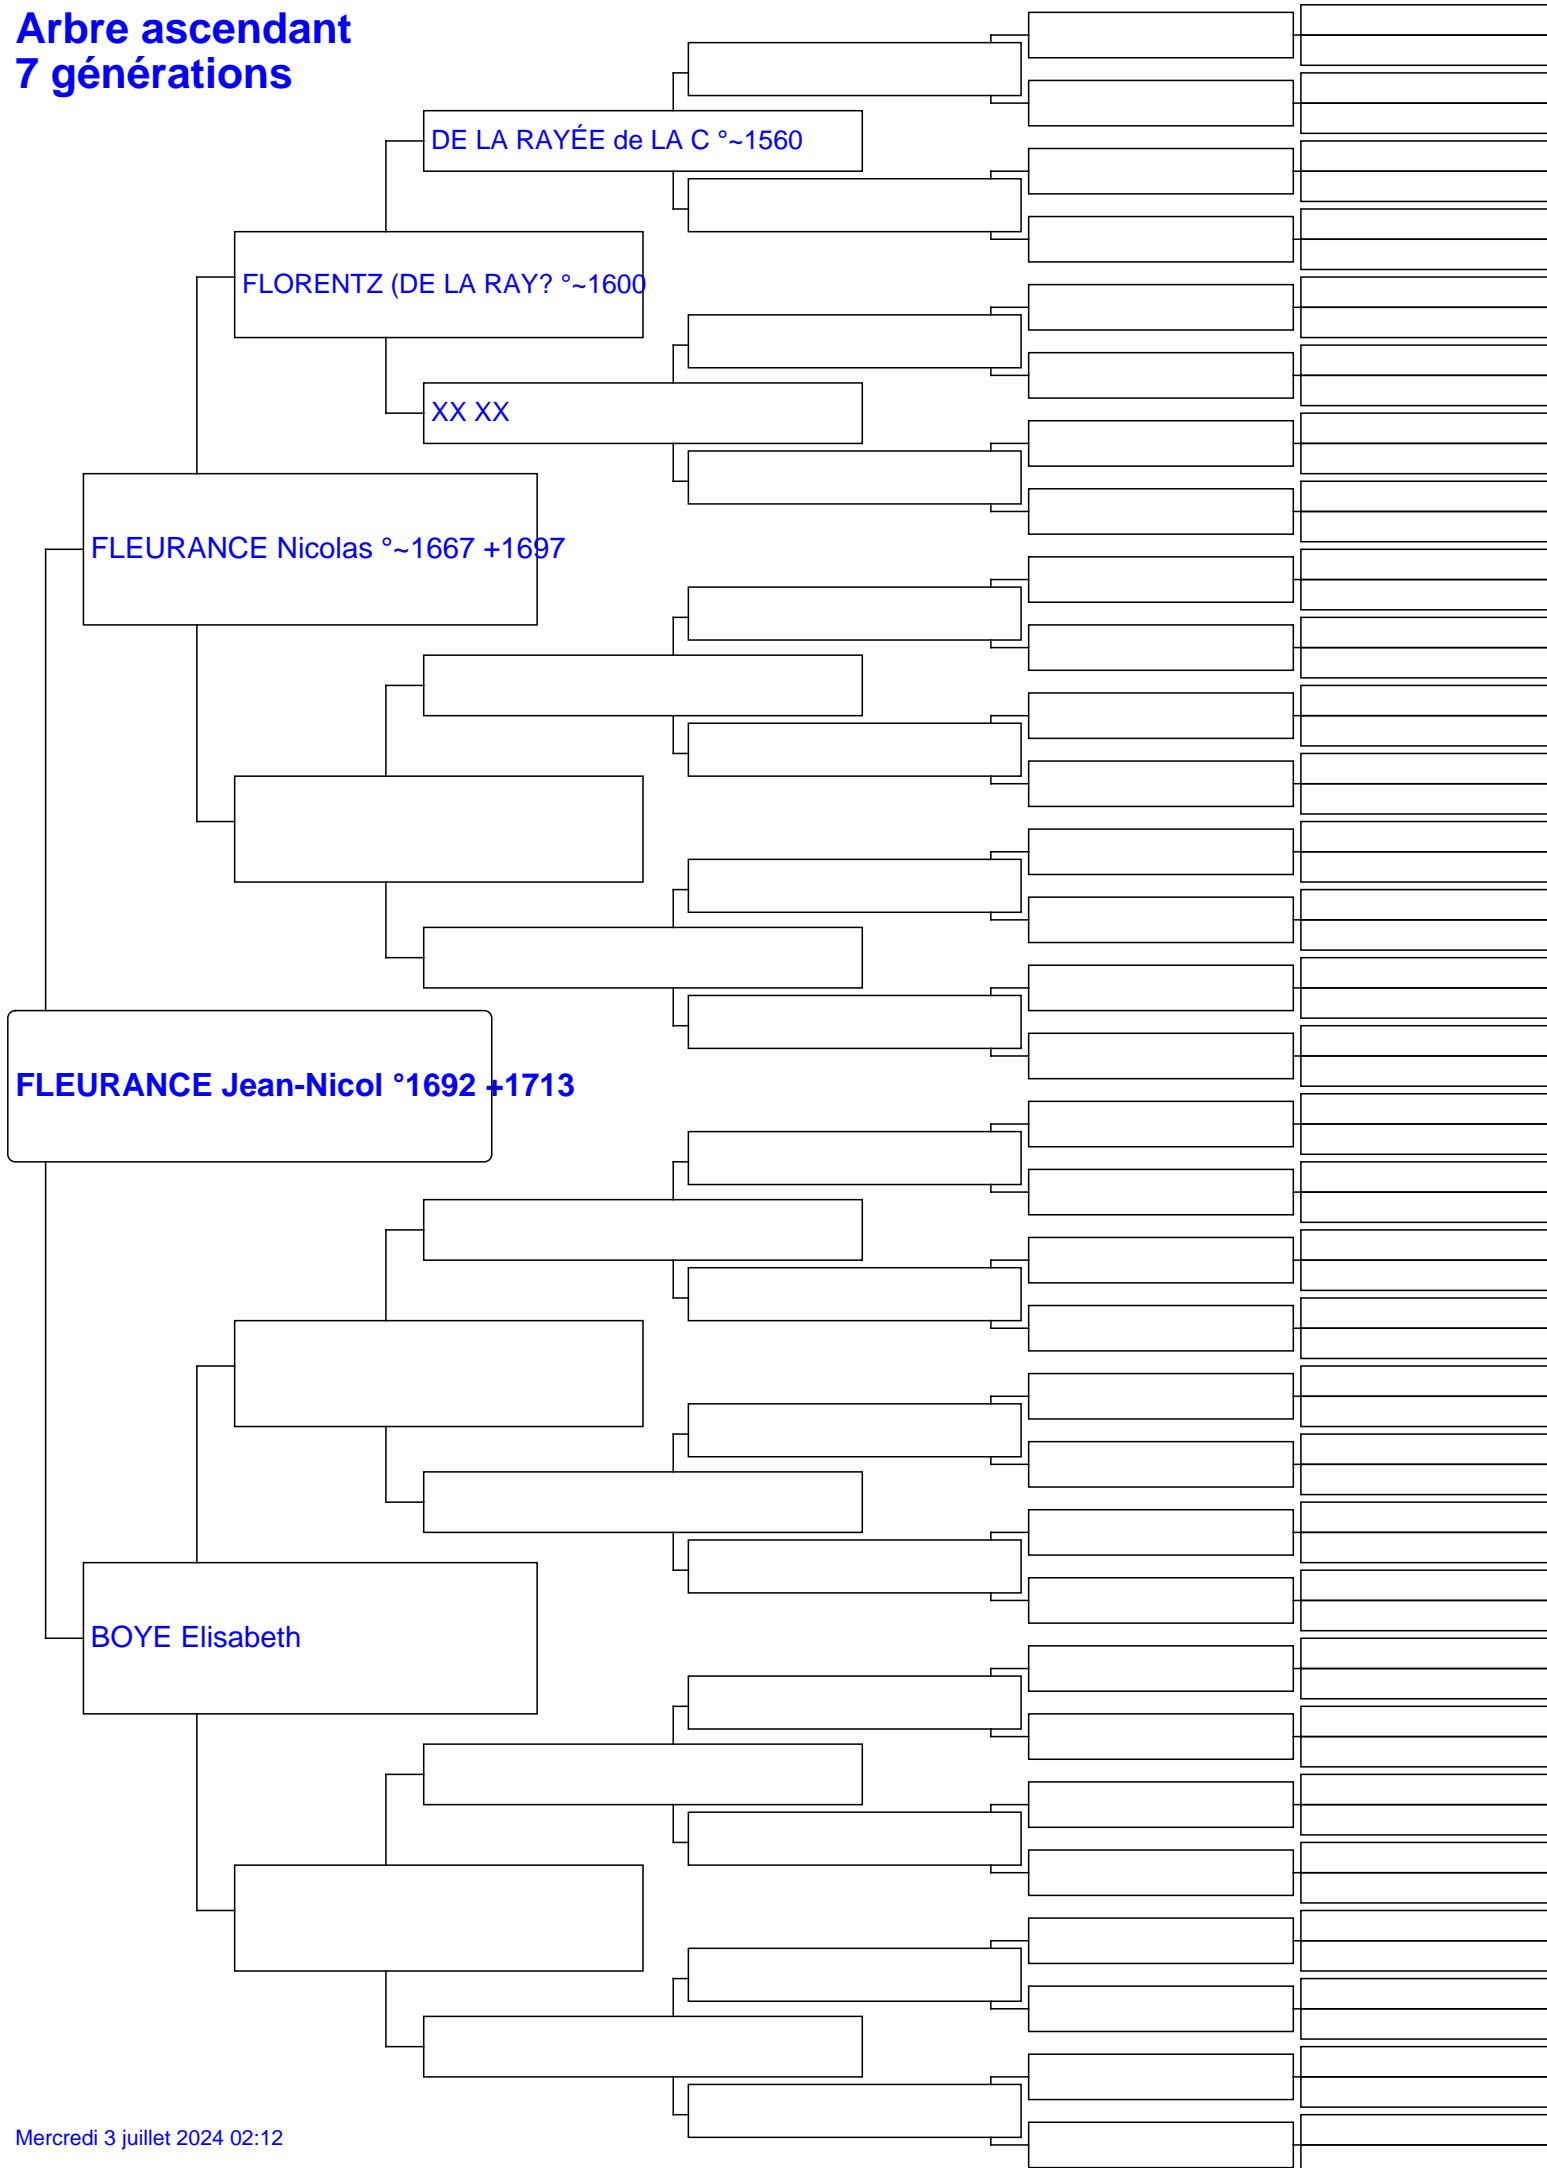 Arbre ascendant
7 générations
DE LA RAYÉE de LA C °~1560
FLORENTZ (DE LA RAY? °~1600
XX XX
FLEURANCE Nicolas °~1667 +1697
FLEURANCE Jean-Nicol °1692 +1713
BOYE Elisabeth
Mercredi 3 juillet 2024 02:12